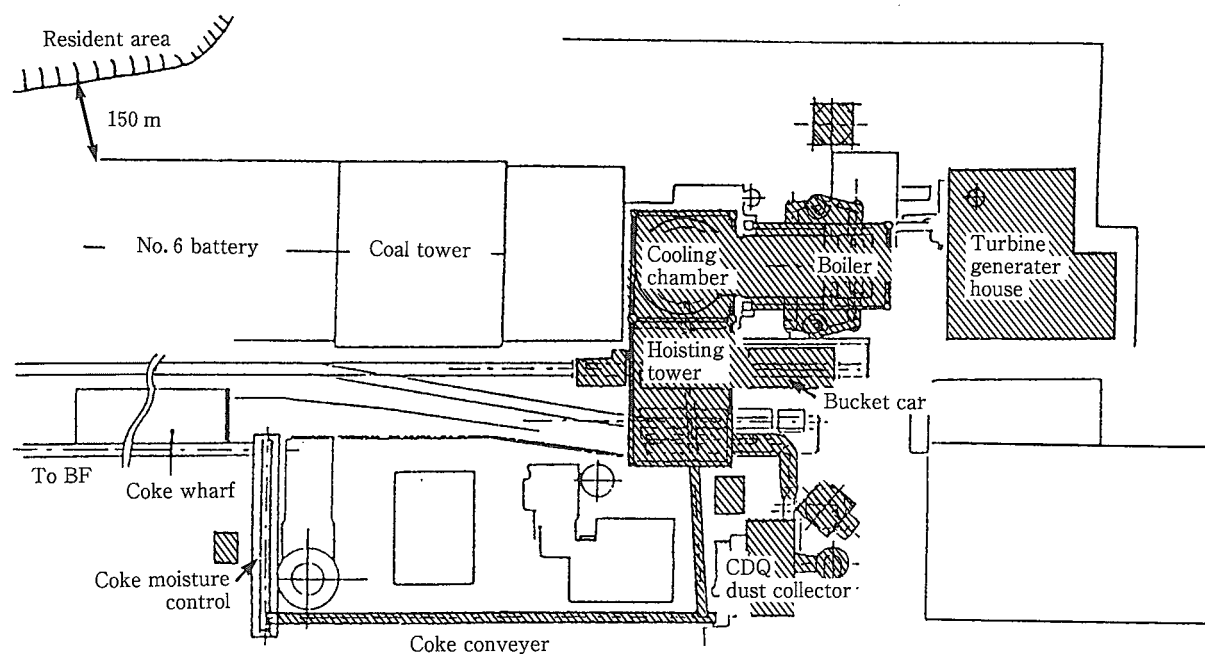 Resident area
150 m
No. 6 battery
Coal tower
Cooling
chamber
Boiler
Turbine
generater
house
Hoisting
tower
Bucket car
To BF
Coke wharf
Coke moisture
control
CDQ
dust collector
Coke conveyer